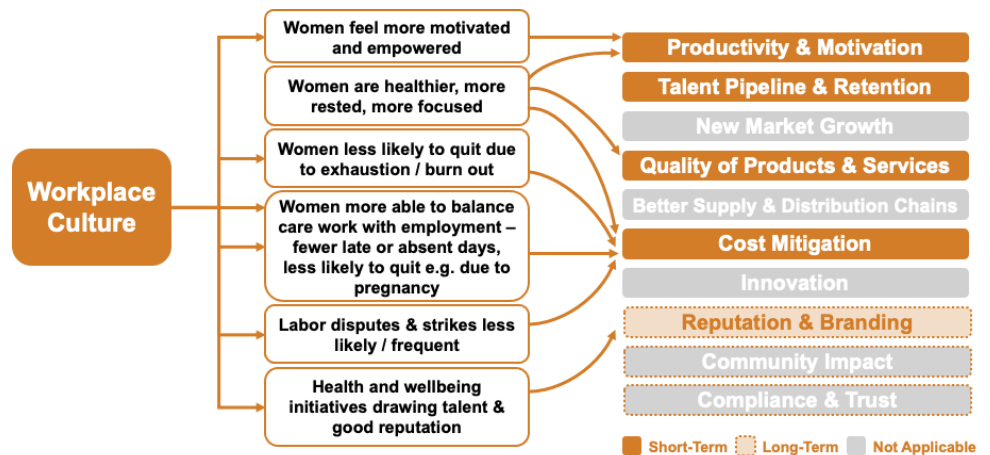 Workplace
Culture
Women feel more motivated
and empowered
Women are healthier, more
rested, more focused
Women less likely to quit due
to exhaustion / burn out
Women more able to balance
care work with employment –
fewer late or absent days,
less likely to quit e.g. due to
pregnancy
Labor disputes & strikes less
likely / frequent
Health and wellbeing
initiatives drawing talent &
good reputation
Productivity & Motivation
Talent Pipeline & Retention
New Market Growth
Quality of Products & Services
Better Supply & Distribution Chains
Cost Mitigation
Innovation
Reputation & Branding
Community Impact
Compliance & Trust
Short-Term
Long-Term
Not Applicable